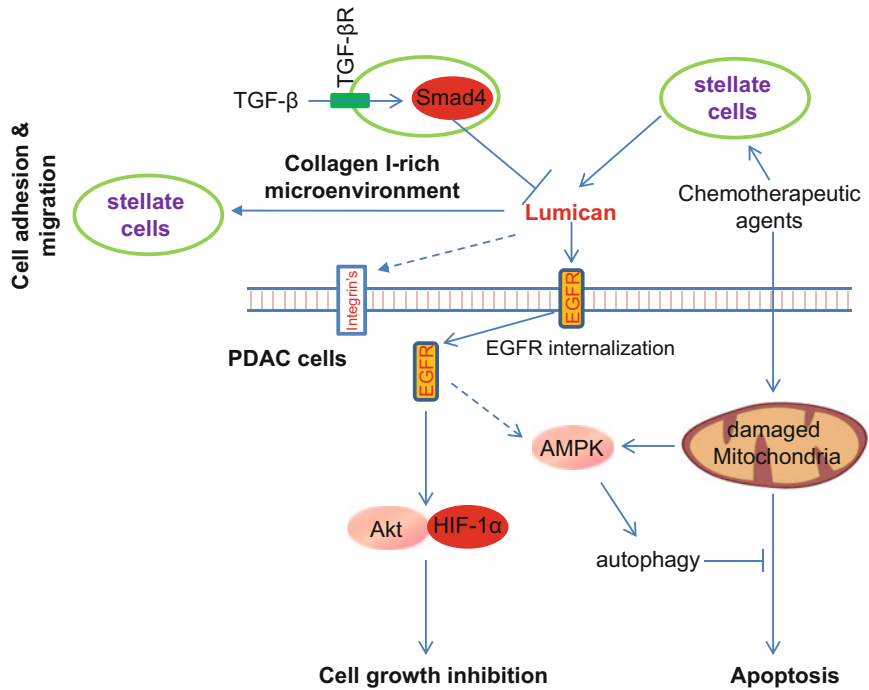 TGF-βR
TGF-β
Smad4
stellate
cells
Cell adhesion &
migration
Collagen I-rich
microenvironment
stellate
cells
Lumican
Chemotherapeutic
agents
Integrin's
EGFR
PDAC cells
EGFR
EGFR internalization
AMPK
damaged
Mitochondria
Akt
HIF-1α
autophagy
Cell growth inhibition
Apoptosis